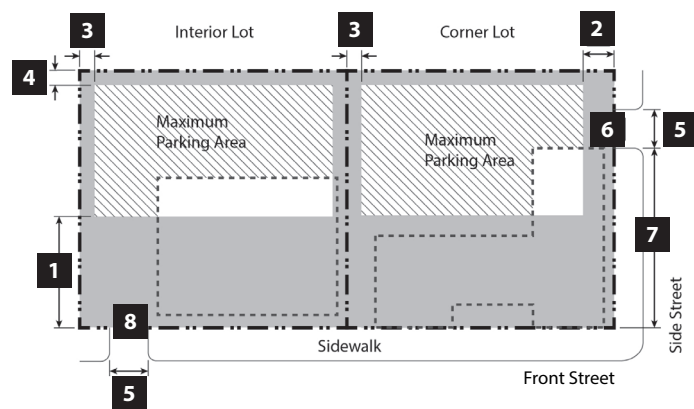 3
Interior Lot
3
Corner Lot
2
4
Maximum
Parking Area
Maximum
Parking Area
6
5
1
7
8
Sidewalk
Side Street
5
Front Street